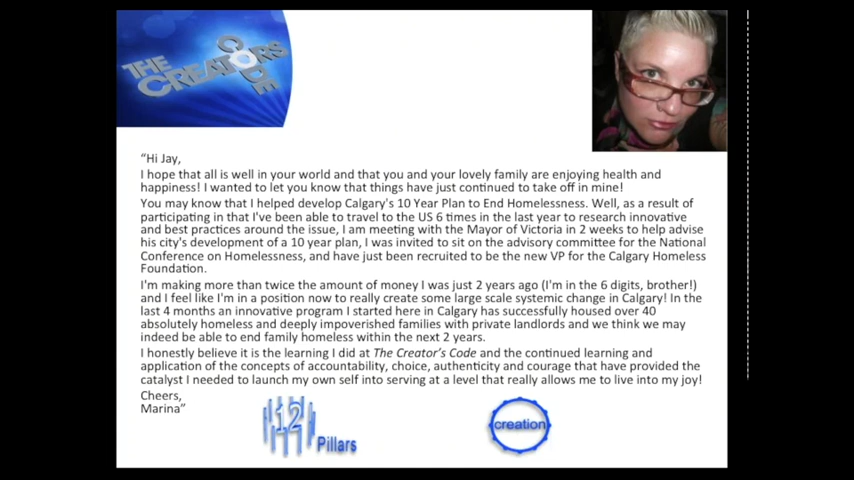 THE
CREATORS
CODE
“Hi Jay,
I hope that all is well in your world and that you and your lovely family are enjoying health and
happiness! I wanted to let you know that things have just continued to take off in mine!
You may know that I helped develop Calgary's 10 Year Plan to End Homelessness. Well, as a result of
participating in that I've been able to travel to the US 6 times in the last year to research innovative
and best practices around the issue, I am meeting with the Mayor of Victoria in 2 weeks to help advise
his city's development of a 10 year plan, I was invited to sit on the advisory committee for the National
Conference on Homelessness, and have just been recruited to be the new VP for the Calgary Homeless
Foundation.
I'm making more than twice the amount of money I was just 2 years ago (I'm in the 6 digits, brother!)
and I feel like I'm in a position now to really create some large scale systemic change in Calgary! In the
last 4 months an innovative program I started here in Calgary has successfully housed over 40
absolutely homeless and deeply impoverished families with private landlords and we think we may
indeed be able to end family homeless within the next 2 years.
I honestly believe it is the learning I did at The Creator's Code and the continued learning and
application of the concepts of accountability, choice, authenticity and courage that have provided the
catalyst I needed to launch my own self into serving at a level that really allows me to live into my joy!
Cheers,
Marina”
12
Pillars
creation